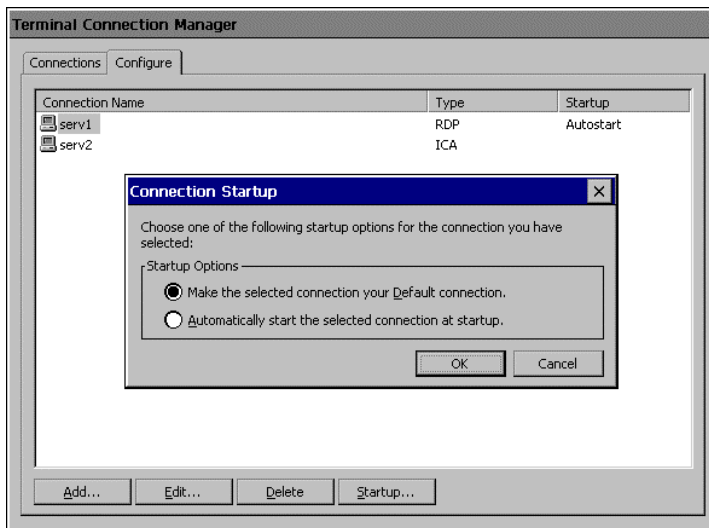 Terminal Connection Manager
Connections Configure
Connection Name Type Startup
serv1 RDP Autostart
serv2 ICA
Connection Startup
Choose one of the following startup options for the connection you have
selected:
Startup Options
Make the selected connection your Default connection.
Automatically start the selected connection at startup.
OK Cancel
Add... Edit... Delete Startup...